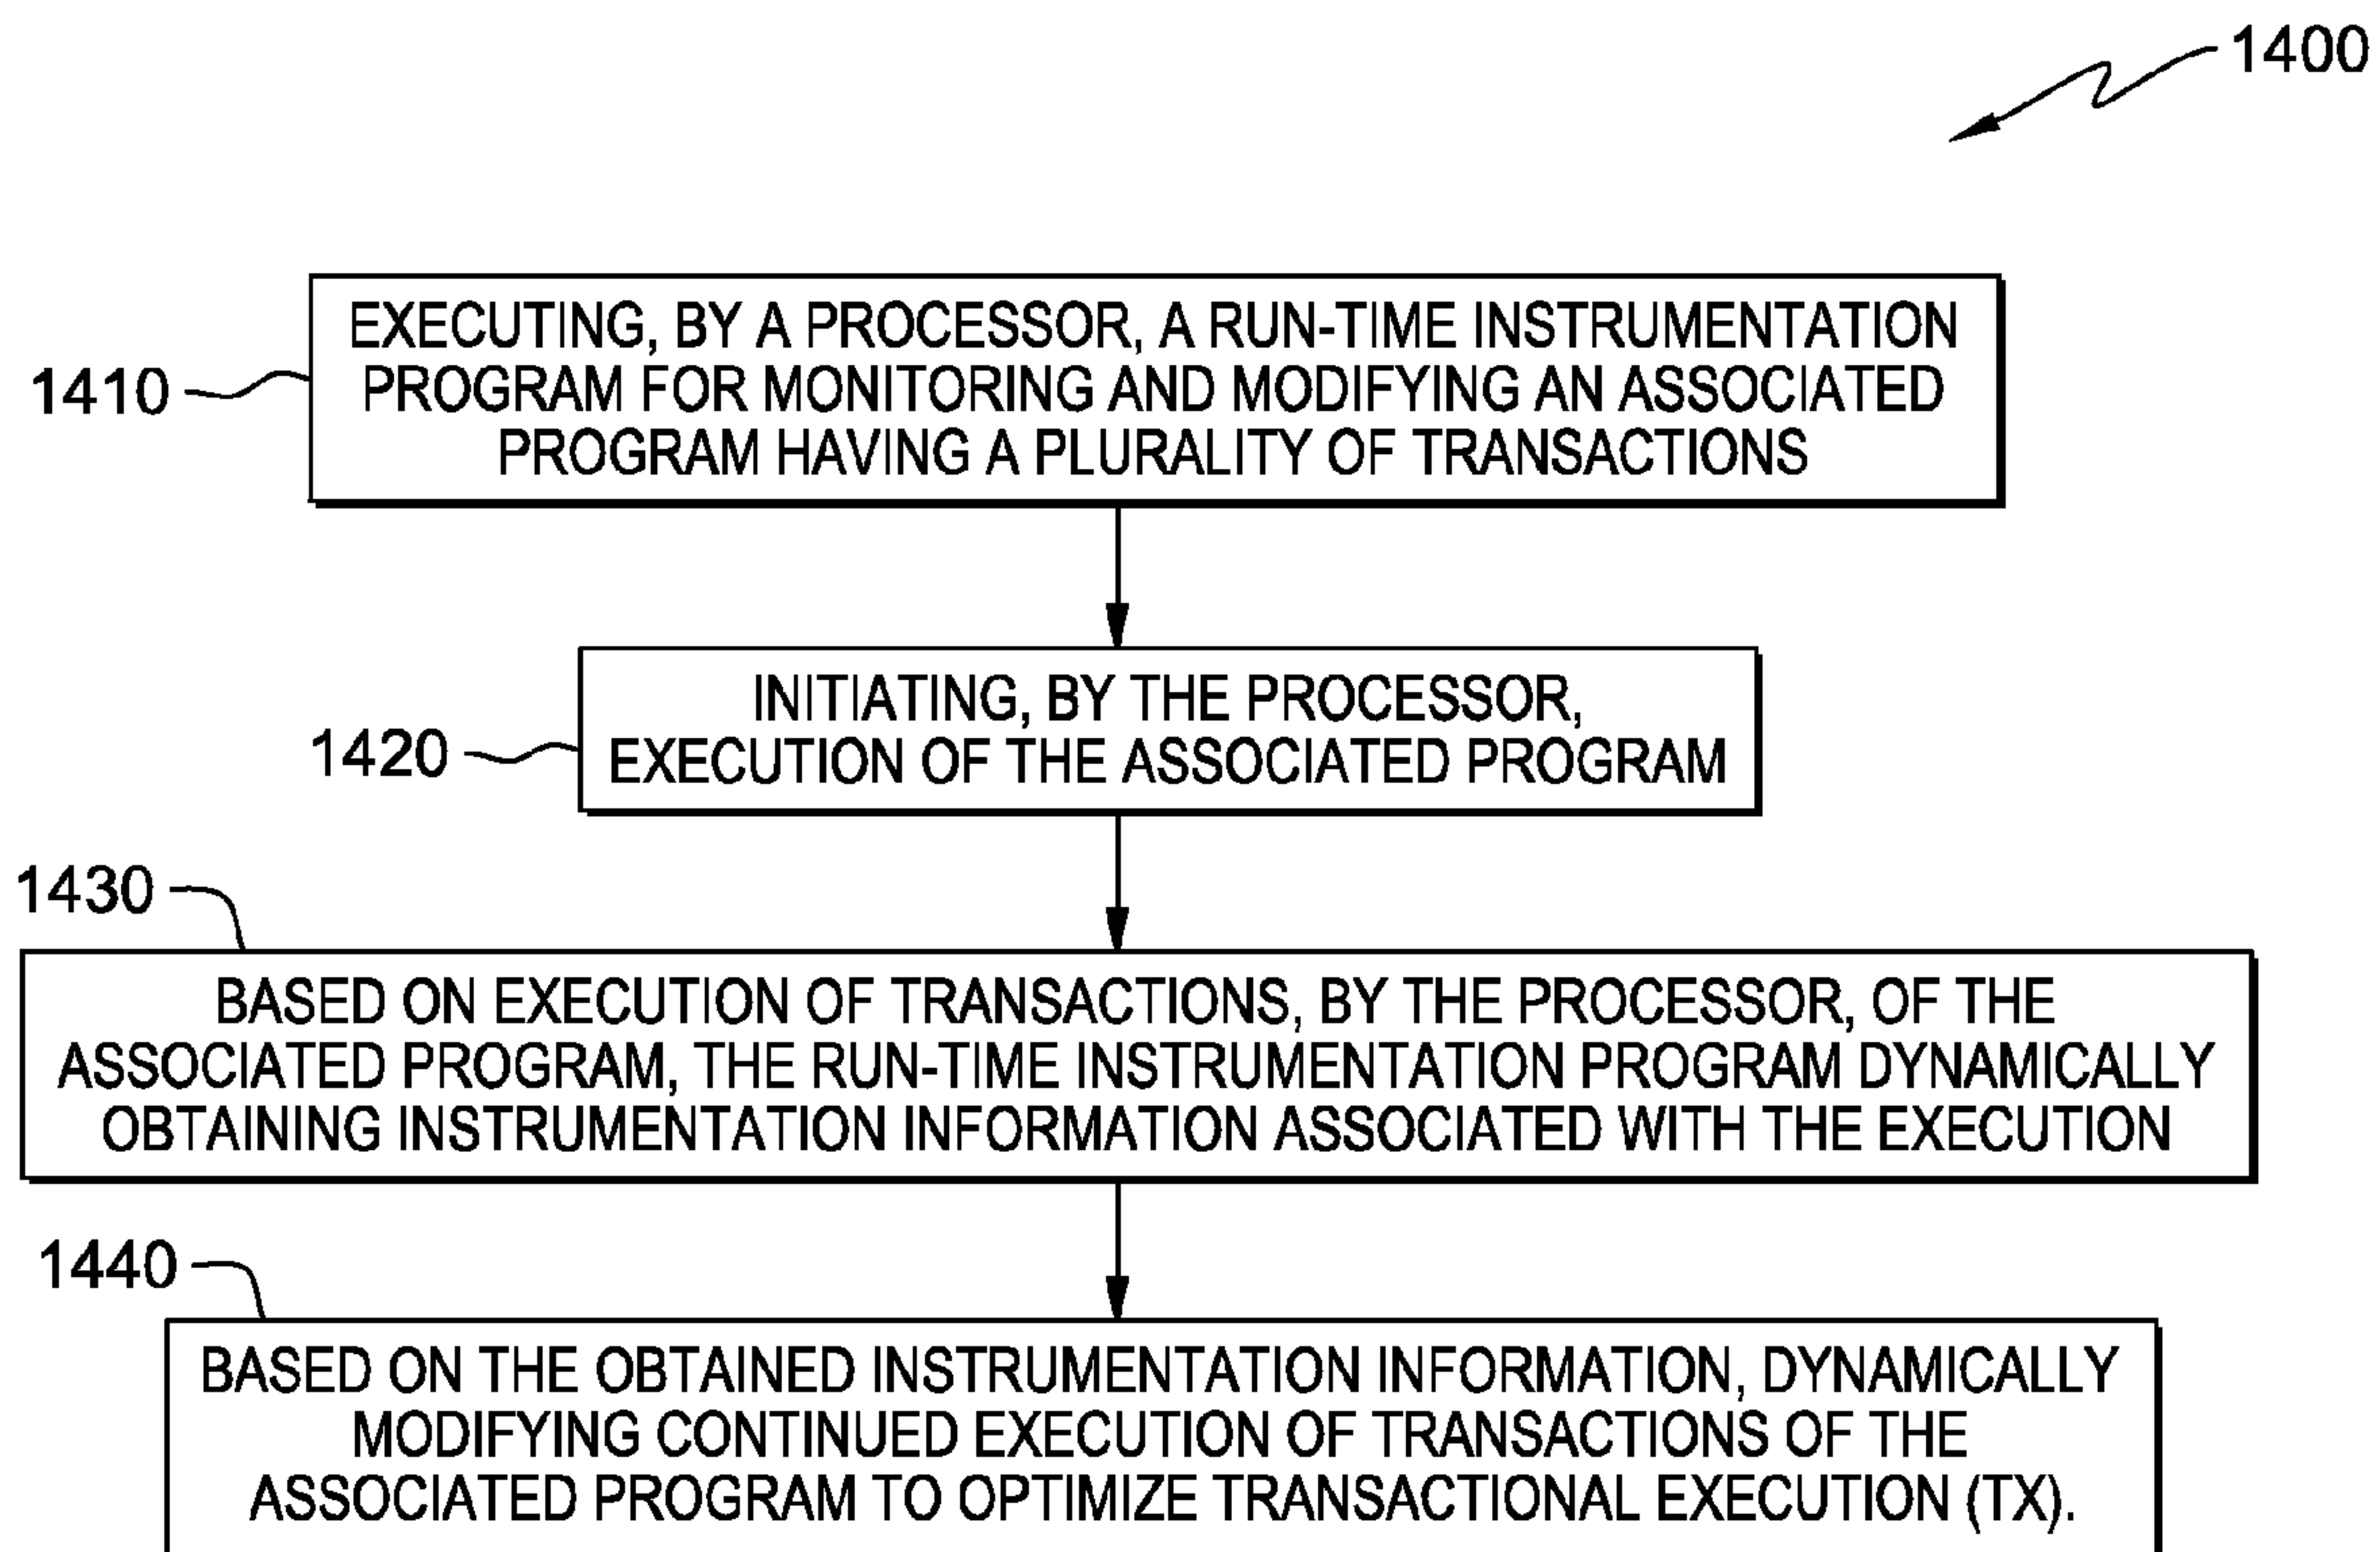 1400
1410
EXECUTING, BY A PROCESSOR, A RUN-TIME INSTRUMENTATION
PROGRAM FOR MONITORING AND MODIFYING AN ASSOCIATED
PROGRAM HAVING A PLURALITY OF TRANSACTIONS
1420
INITIATING, BY THE PROCESSOR,
EXECUTION OF THE ASSOCIATED PROGRAM
1430
BASED ON EXECUTION OF TRANSACTIONS, BY THE PROCESSOR, OF THE
ASSOCIATED PROGRAM, THE RUN-TIME INSTRUMENTATION PROGRAM DYNAMICALLY
OBTAINING INSTRUMENTATION INFORMATION ASSOCIATED WITH THE EXECUTION
1440
BASED ON THE OBTAINED INSTRUMENTATION INFORMATION, DYNAMICALLY
MODIFYING CONTINUED EXECUTION OF TRANSACTIONS OF THE
ASSOCIATED PROGRAM TO OPTIMIZE TRANSACTIONAL EXECUTION (TX).